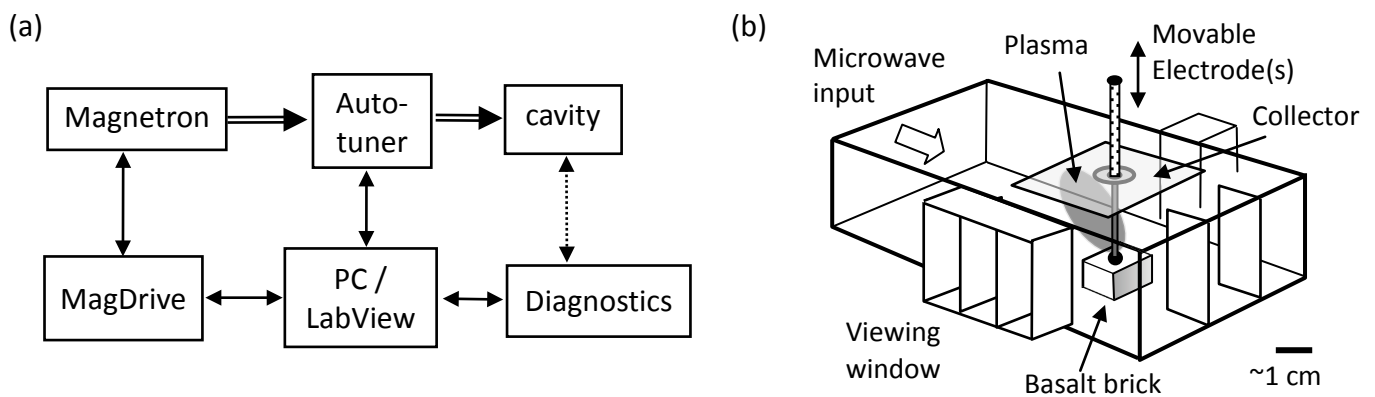 (a)
Magnetron
Auto-
tuner
cavity
MagDrive
PC /
LabView
Diagnostics
(b)
Microwave
input
Plasma
Movable
Electrode(s)
Collector
Viewing
window
Basalt brick
~1 cm